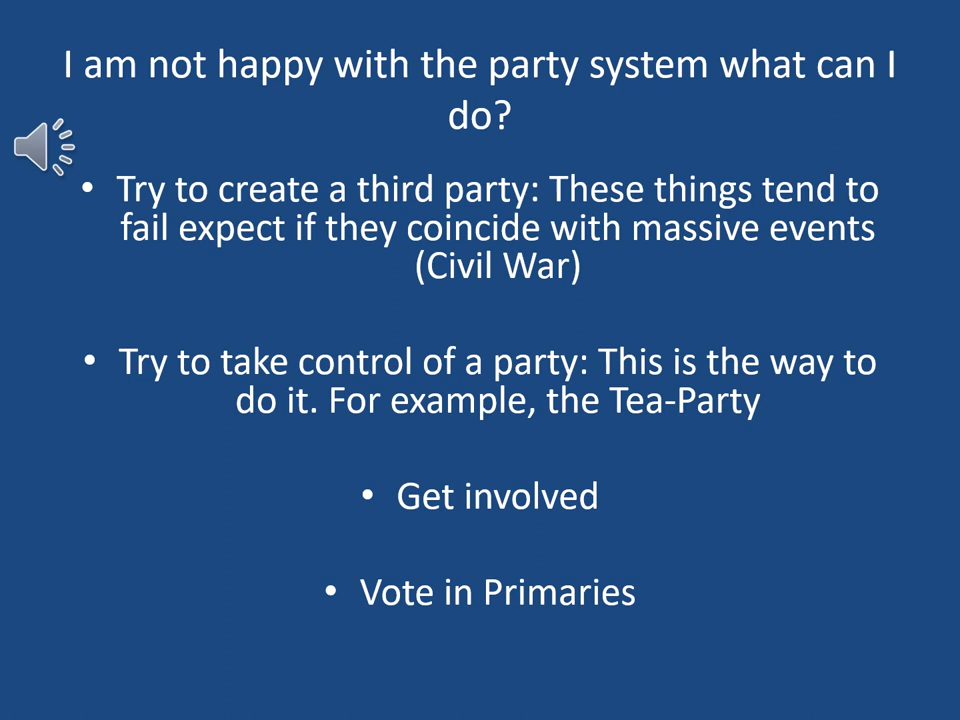 I am not happy with the party system what can I
do?
• Try to create a third party: These things tend to
fail expect if they coincide with massive events
(Civil War)
• Try to take control of a party: This is the way to
do it. For example, the Tea-Party
• Get involved
• Vote in Primaries